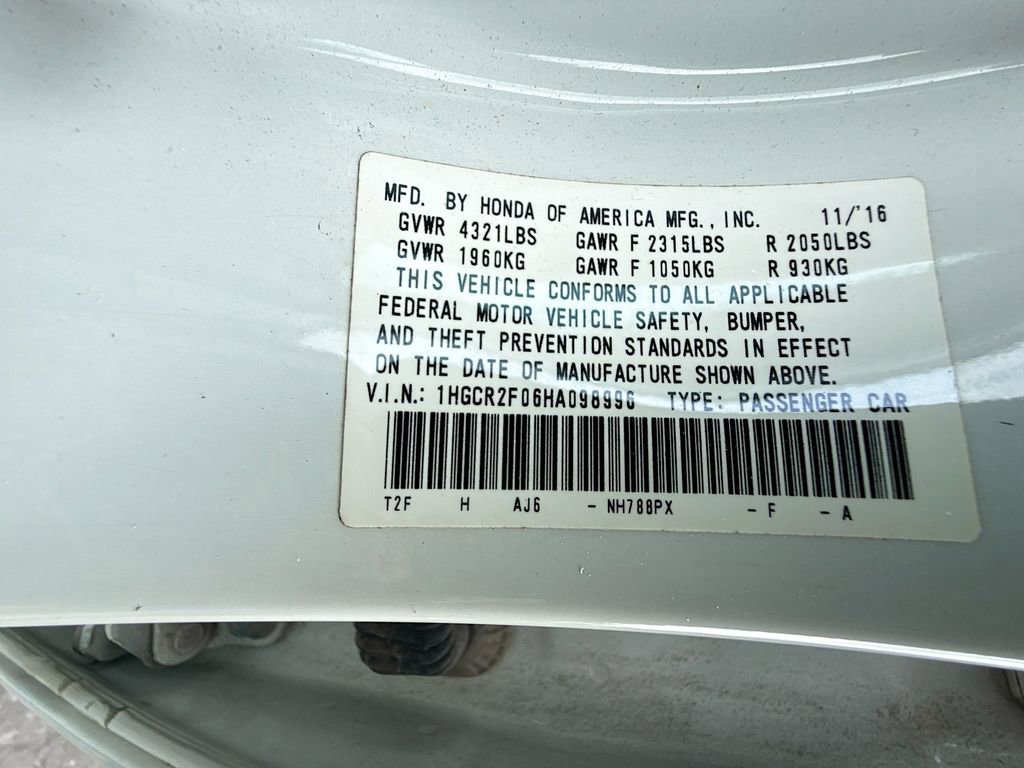 MFD. BY HONDA OF AMERICA MFG., INC. 11/'16
GVWR 4321LBS GAWR F 2315LBS R 2050LBS
GVWR 1960KG GAWR F 1050KG R 930KG
THIS VEHICLE CONFORMS TO ALL APPLICABLE
FEDERAL MOTOR VEHICLE SAFETY, BUMPER,
AND THEFT PREVENTION STANDARDS IN EFFECT
ON THE DATE OF MANUFACTURE SHOWN ABOVE.
V.I.N.: 1HGCR2F06HA098996 TYPE: PASSENGER CAR
T2F H AJ6 - NH788PX - F - A